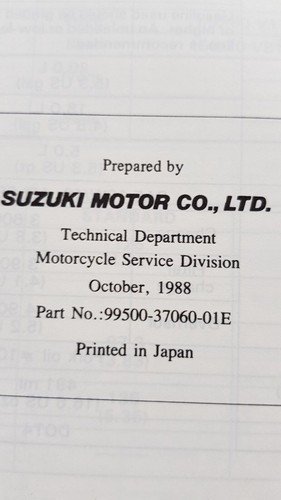 Prepared by
SUZUKI MOTOR CO., LTD.
Technical Department
Motorcycle Service Division
October, 1988
Part No.:99500-37060-01E
Printed in Japan